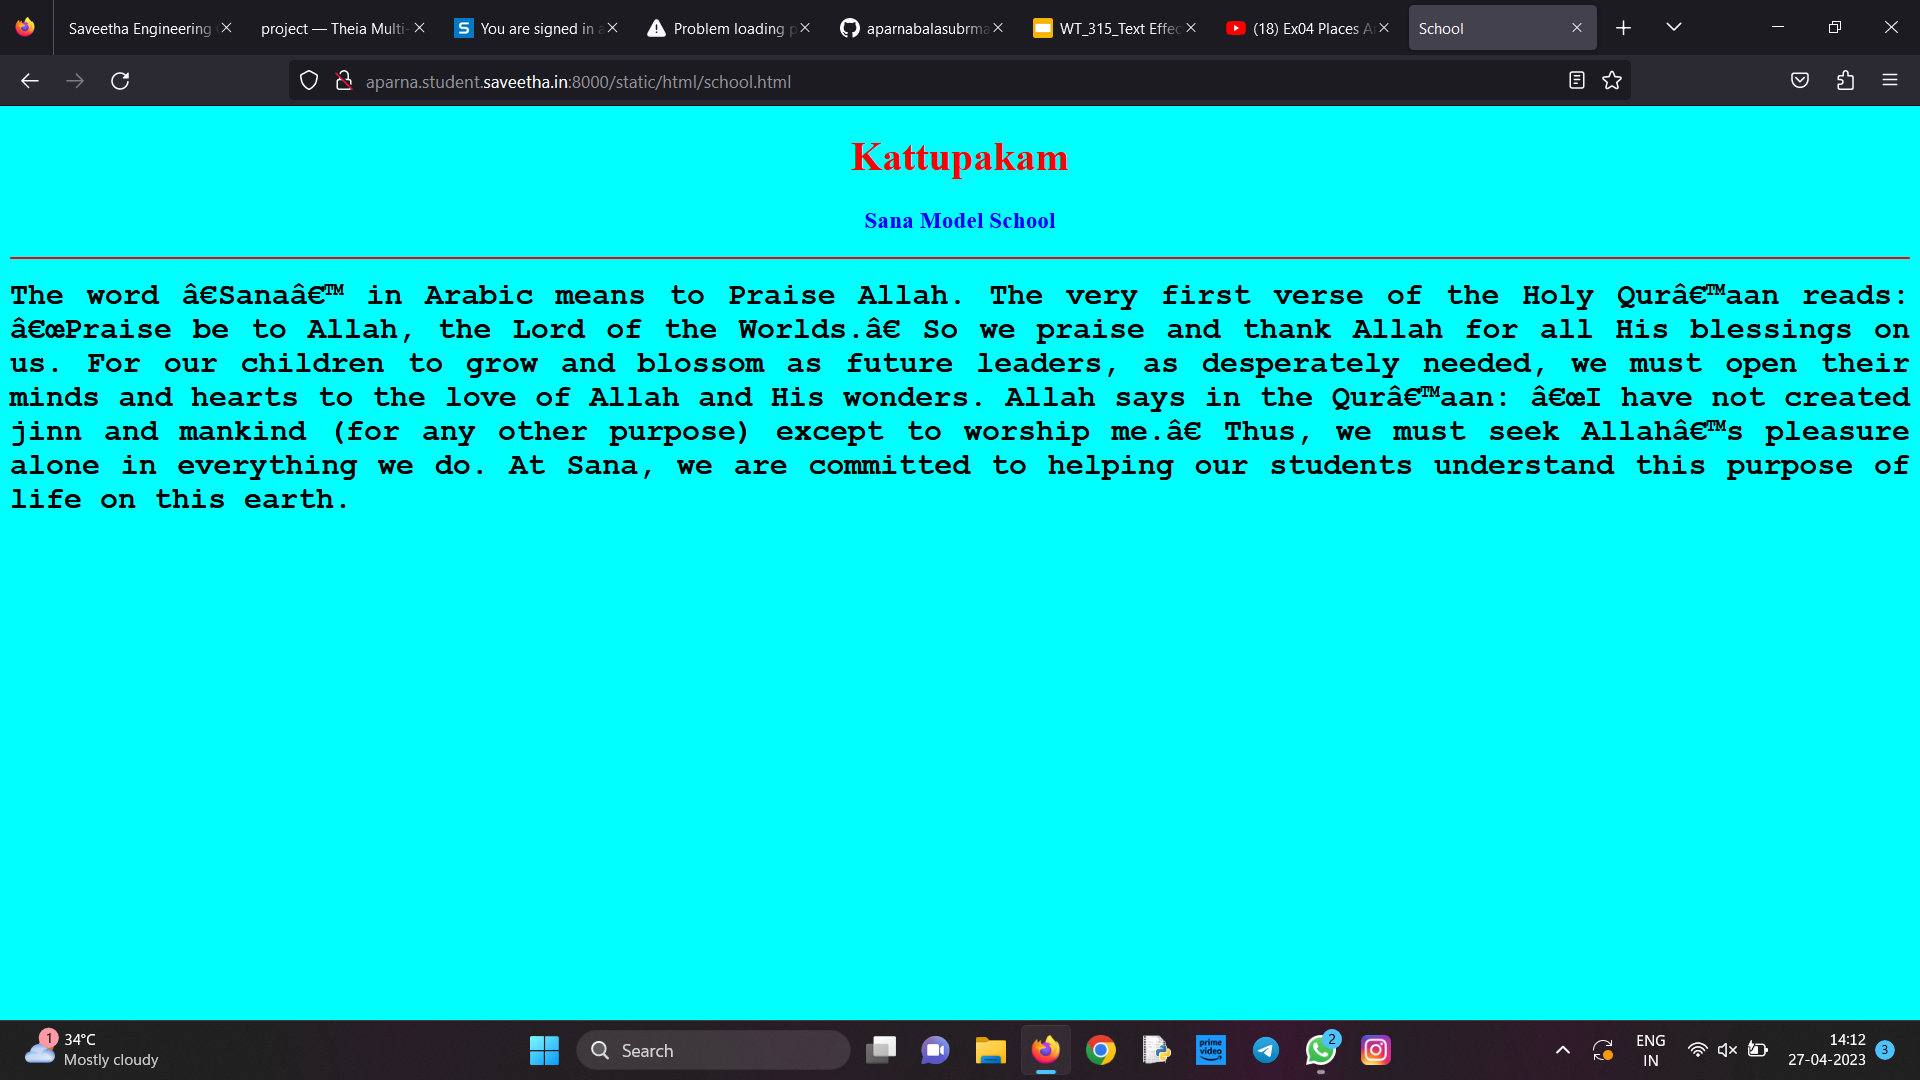 Saveetha Engineering
project — Theia Multi-
S You are signed in a
Problem loading p
aparnabalasubrma
WT_315_Text Effec
(18) Ex04 Places A
School
aparna.student.saveetha.in:8000/static/html/school.html
Kattupakam
Sana Model School
The word â€˜Sanaâ€™ in Arabic means to Praise Allah. The very first verse of the Holy Qurâ€™aan reads:
â€œPraise be to Allah, the Lord of the Worlds.â€ So we praise and thank Allah for all His blessings on
us. For our children to grow and blossom as future leaders, as desperately needed, we must open their
minds and hearts to the love of Allah and His wonders. Allah says in the Qurâ€™aan: â€œI have not created
jinn and mankind (for any other purpose) except to worship me.â€ Thus, we must seek Allahâ€™s pleasure
alone in everything we do. At Sana, we are committed to helping our students understand this purpose of
life on this earth.
1
34°C
Mostly cloudy
Search
prime video
2
ENG
IN
14:12
27-04-2023
3